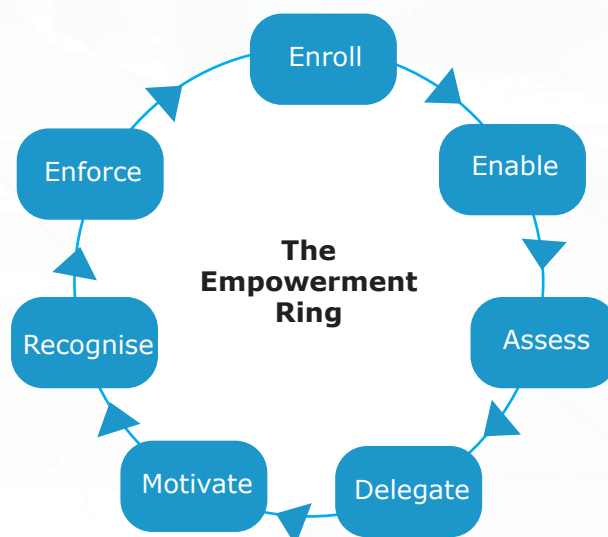 Enroll
Enable
Assess
Delegate
Motivate
Recognise
Enforce
The
Empowerment
Ring